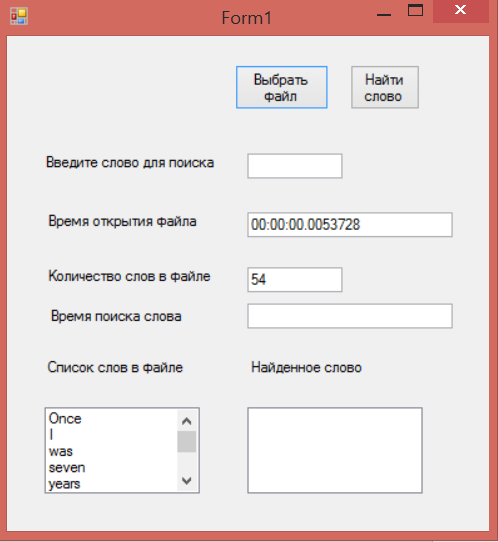 Form1
Выбрать
файл
Найти
слово
Введите слово для поиска
Время открытия файла
00:00:00.0053728
Количество слов в файле
54
Время поиска слова
Список слов в файле
Найденное слово
Once
I
was
seven
years